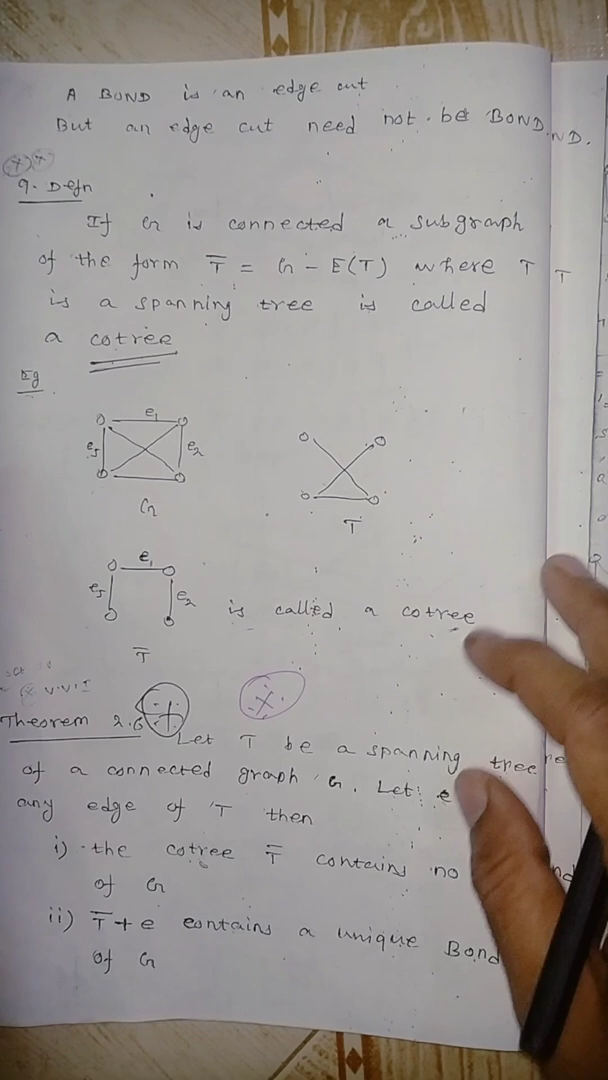 A BOND is an edge cut
But an edge cut need not be BOND.
ND.
9. Defn
If G is connected a subgraph
of the form T̅ = G - E(T) where T
T
is a spanning tree is called
a cotree
Eg
e₁
e₂
G
T
e₁
e₂
is called a cotree
T̅
V.V.I
Theorem 2.6
Let T be a spanning tree
of a connected graph G. Let e
any edge of T then
i) the cotree T̅ contains no
of G
ii) T̅ + e contains a unique Bond
of G